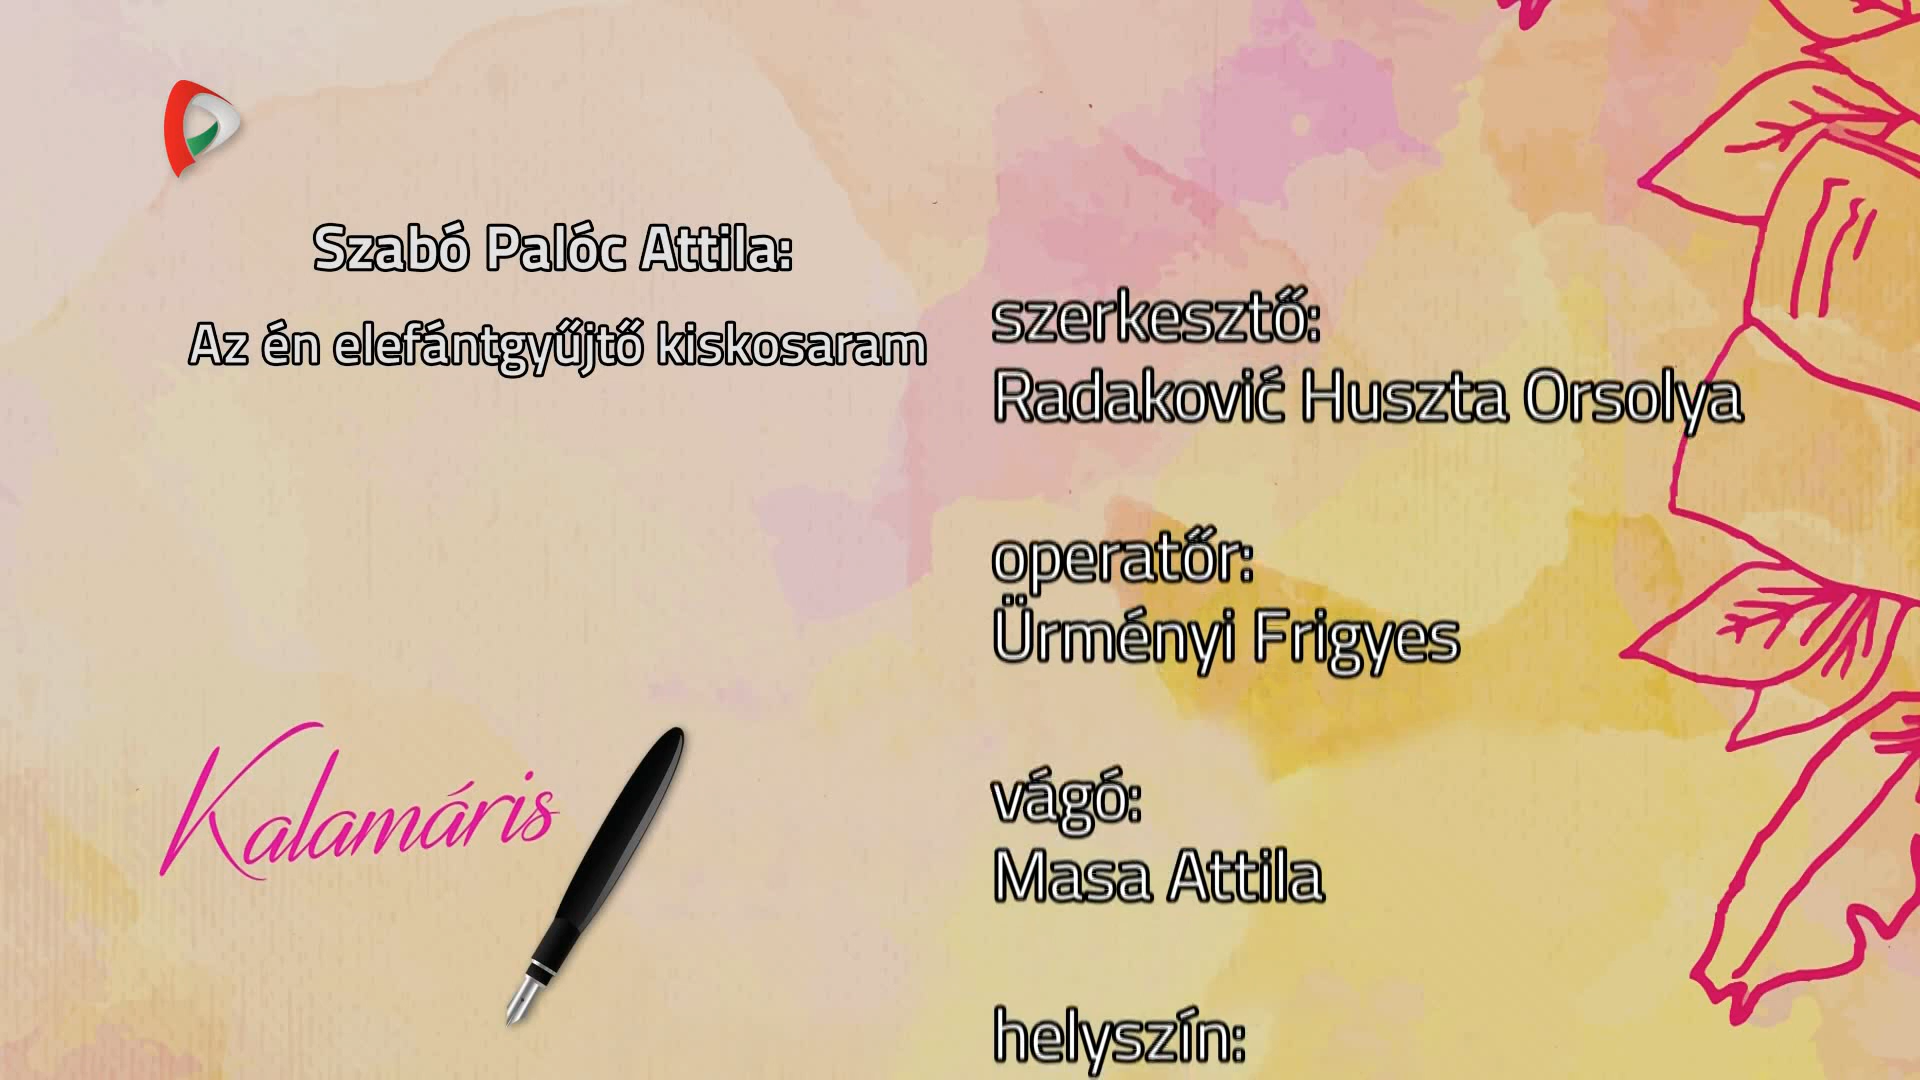 Szabó Palóc Attila:
Az én elefántgyűjtő kiskosaram
szerkesztő:
Radaković Huszta Orsolya
operatőr:
Ürményi Frigyes
vágó:
Masa Attila
helyszín:
Kalamáris